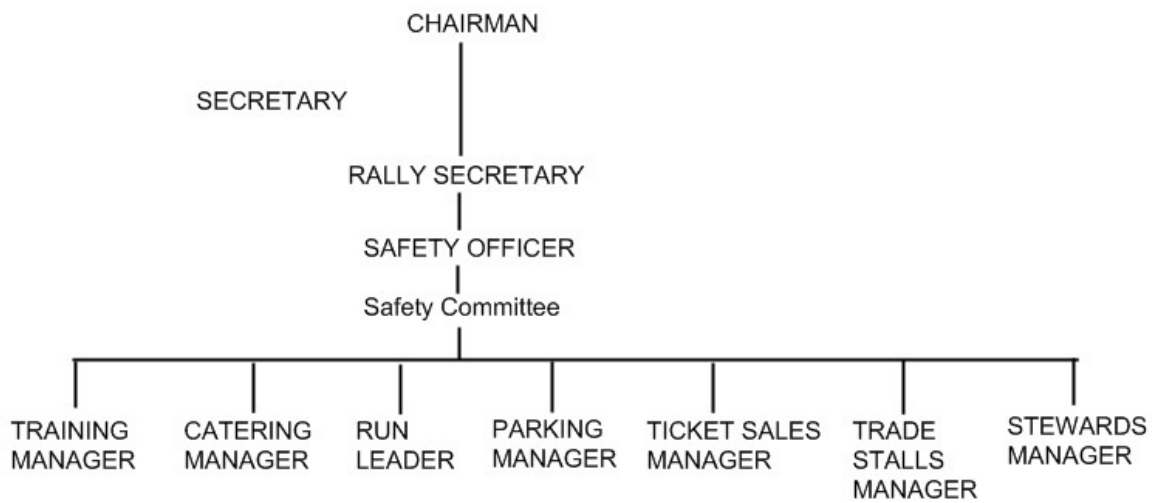 CHAIRMAN
SECRETARY
RALLY SECRETARY
SAFETY OFFICER
Safety Committee
TRAINING
MANAGER
CATERING
MANAGER
RUN
LEADER
PARKING
MANAGER
TICKET SALES
MANAGER
TRADE
STALLS
MANAGER
STEWARDS
MANAGER